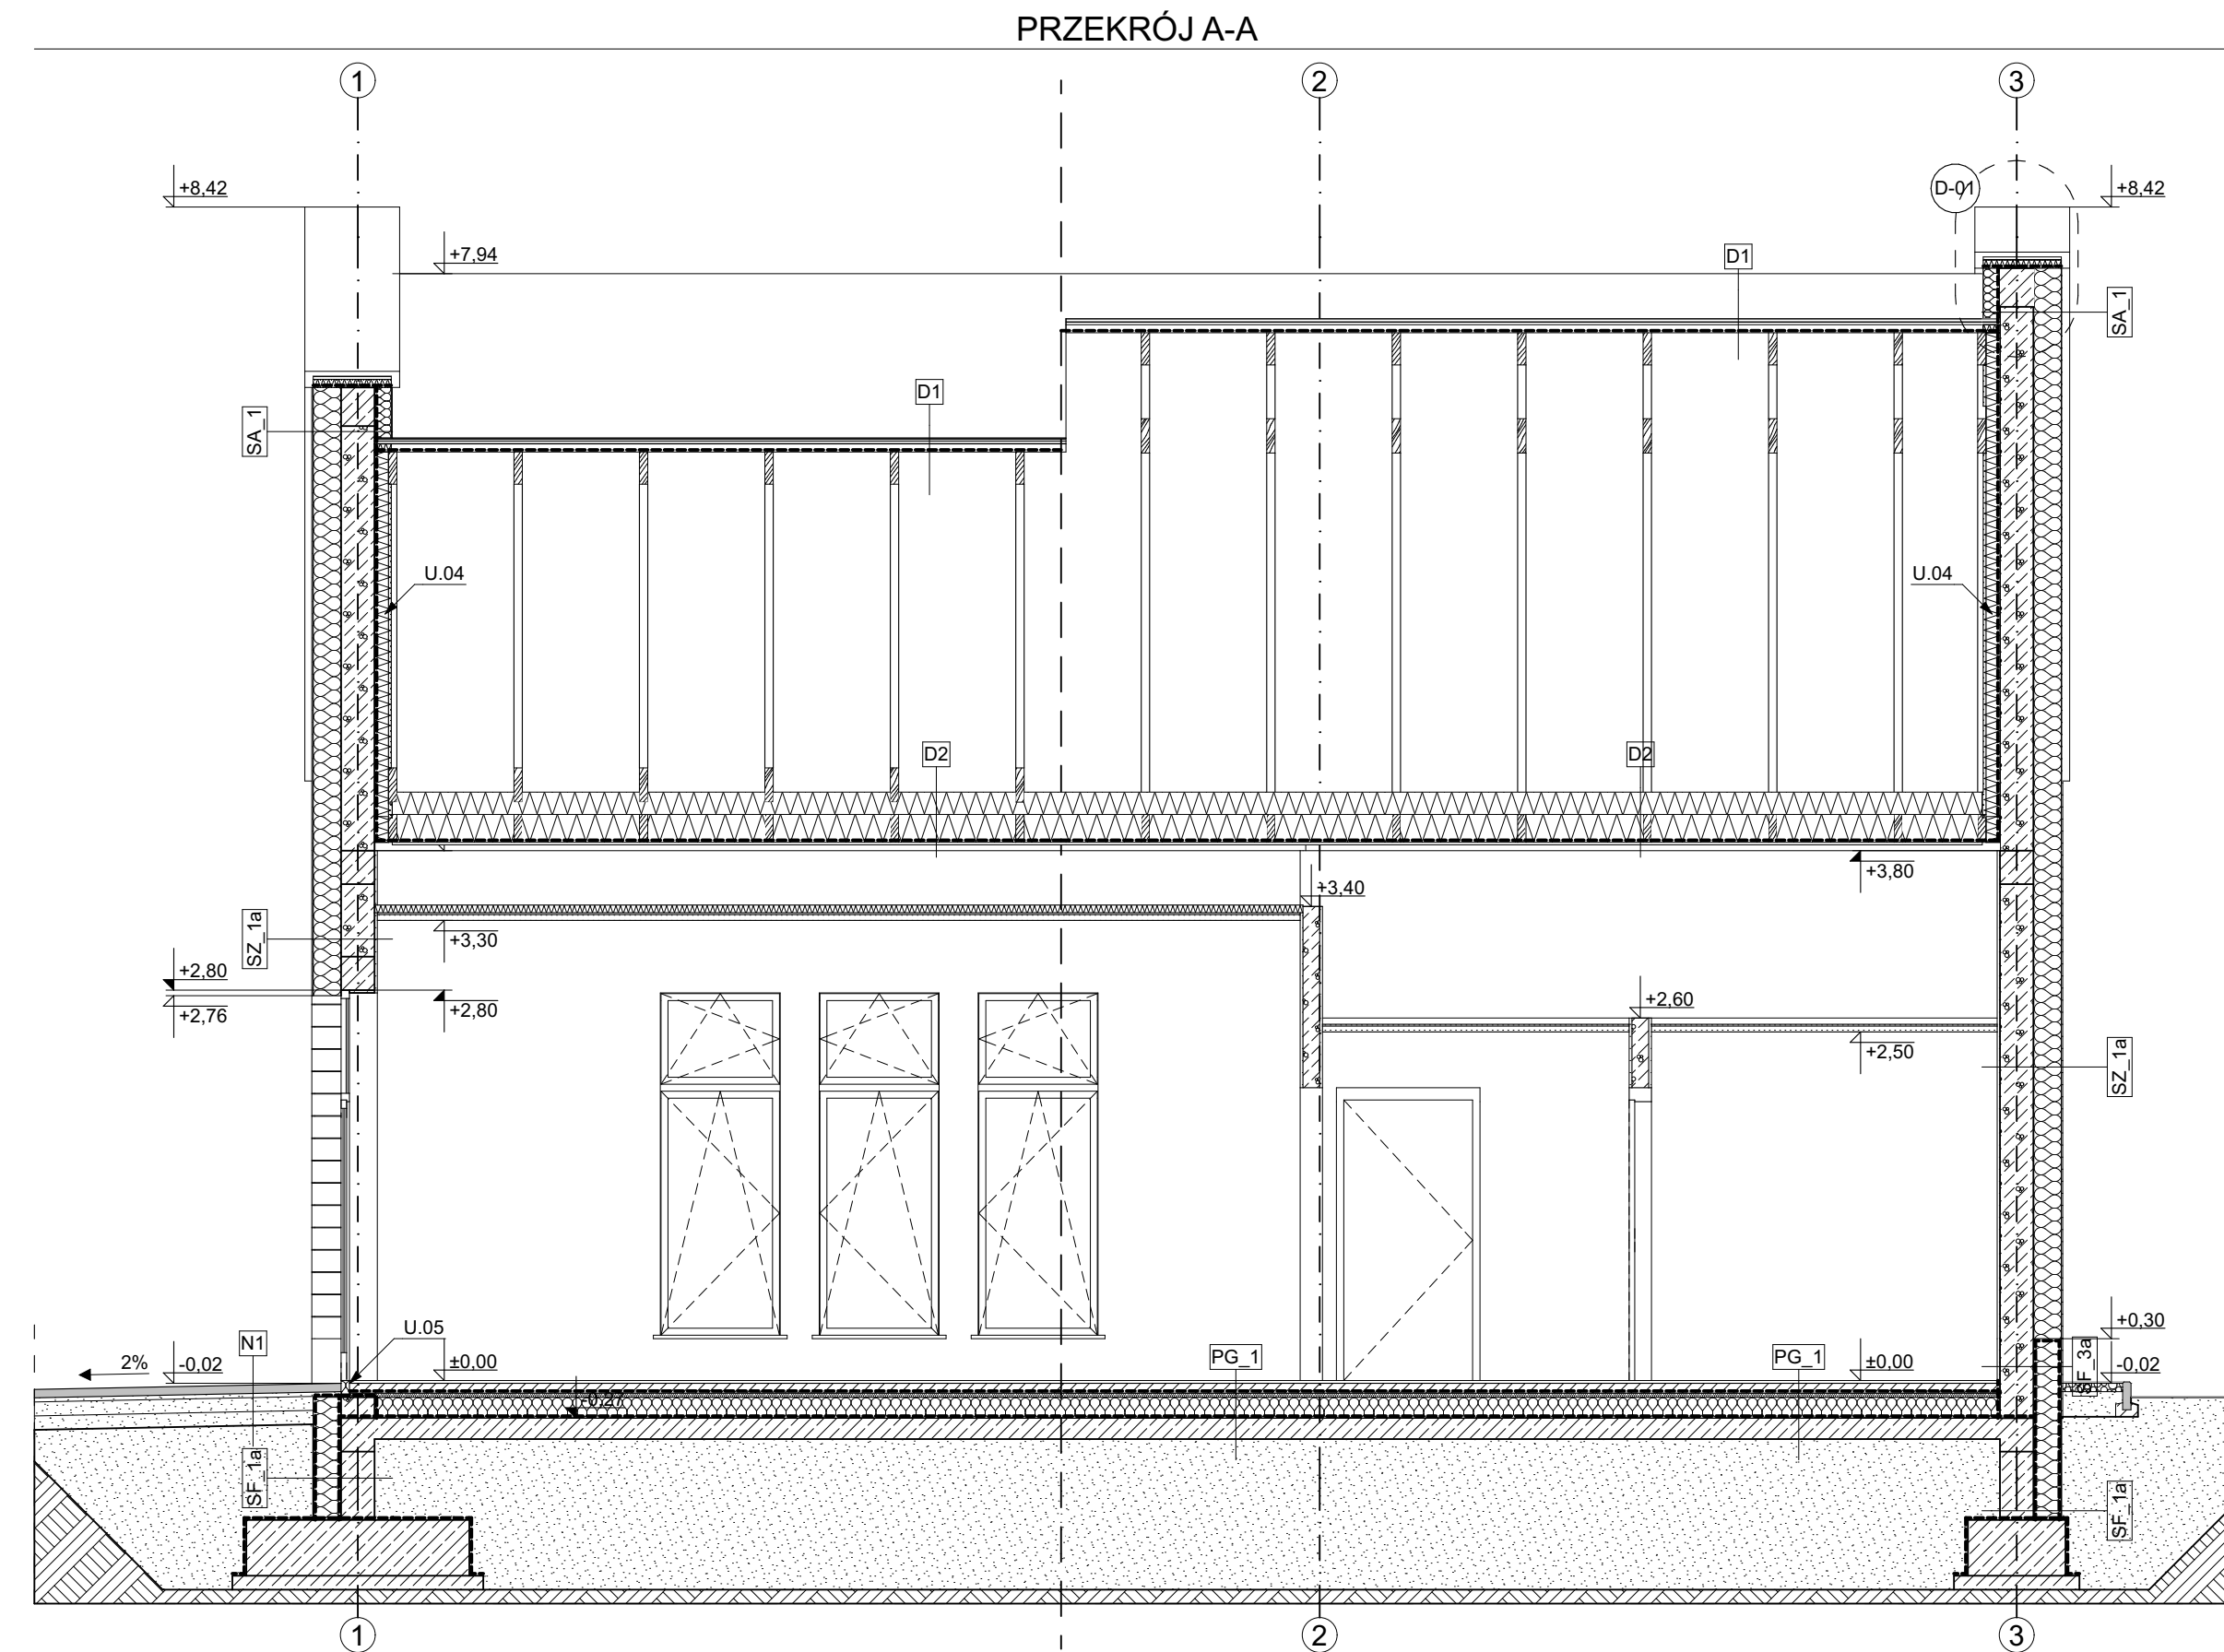 PRZEKRÓJ A-A
1
2
3
+8,42
D-01
+8,42
+7,94
D1
SA_1
D1
SA_1
U.04
U.04
D2
D2
+3,80
+3,40
SZ_1a
+3,30
+2,80
+2,76
+2,80
+2,60
+2,50
SZ_1a
+0,30
U.05
N1
2%
-0,02
±0,00
PG_1
PG_1
±0,00
SF_3a
-0,02
-0,27
SF_1a
SF_1a
1
2
3